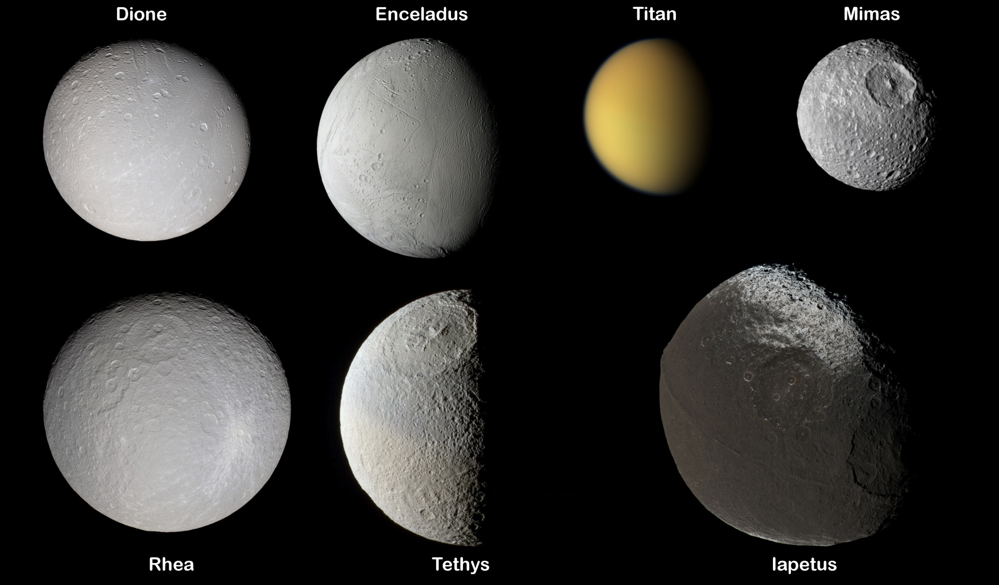 Dione
Enceladus
Titan
Mimas
Rhea
Tethys
Iapetus